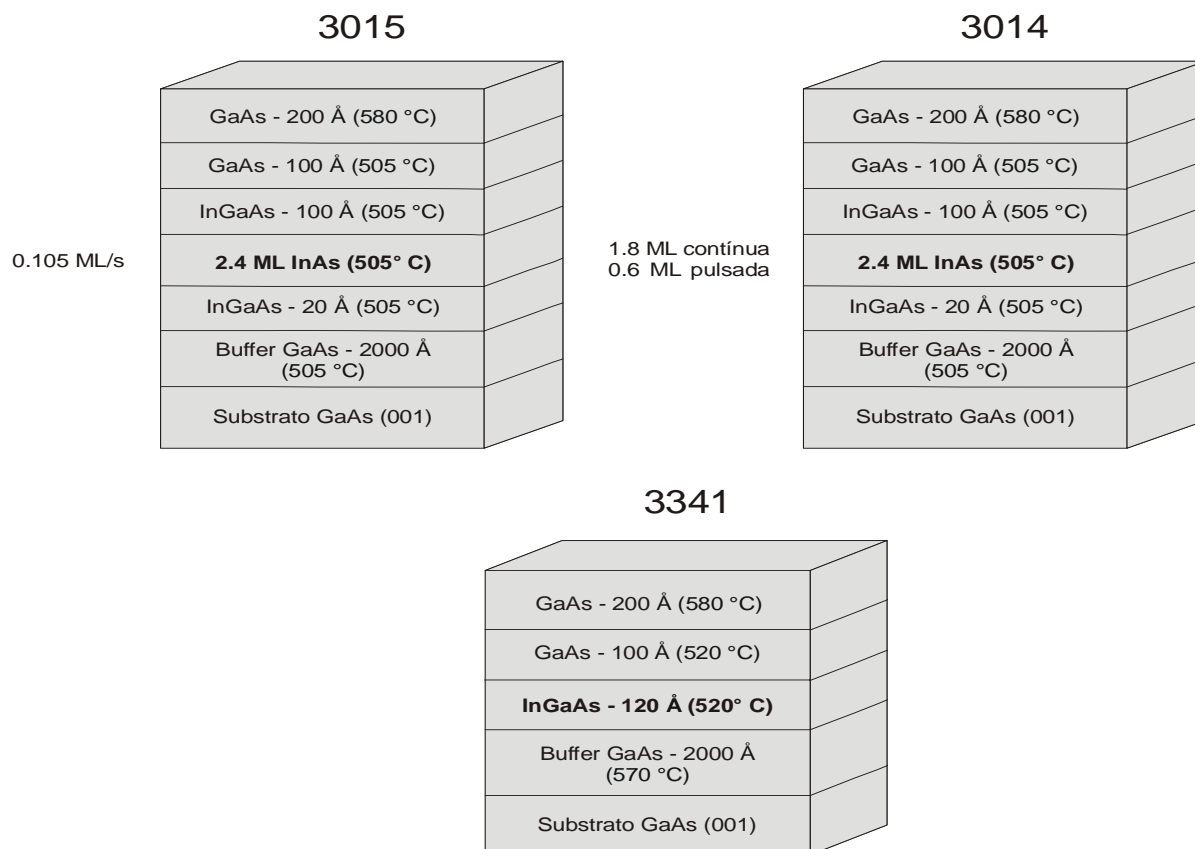 3015
GaAs - 200 Å (580 °C)
GaAs - 100 Å (505 °C)
InGaAs - 100 Å (505 °C)
0.105 ML/s
2.4 ML InAs (505° C)
InGaAs - 20 Å (505 °C)
Buffer GaAs - 2000 Å
(505 °C)
Substrato GaAs (001)
3014
GaAs - 200 Å (580 °C)
GaAs - 100 Å (505 °C)
InGaAs - 100 Å (505 °C)
1.8 ML contínua
0.6 ML pulsada
2.4 ML InAs (505° C)
InGaAs - 20 Å (505 °C)
Buffer GaAs - 2000 Å
(505 °C)
Substrato GaAs (001)
3341
GaAs - 200 Å (580 °C)
GaAs - 100 Å (520 °C)
InGaAs - 120 Å (520° C)
Buffer GaAs - 2000 Å
(570 °C)
Substrato GaAs (001)